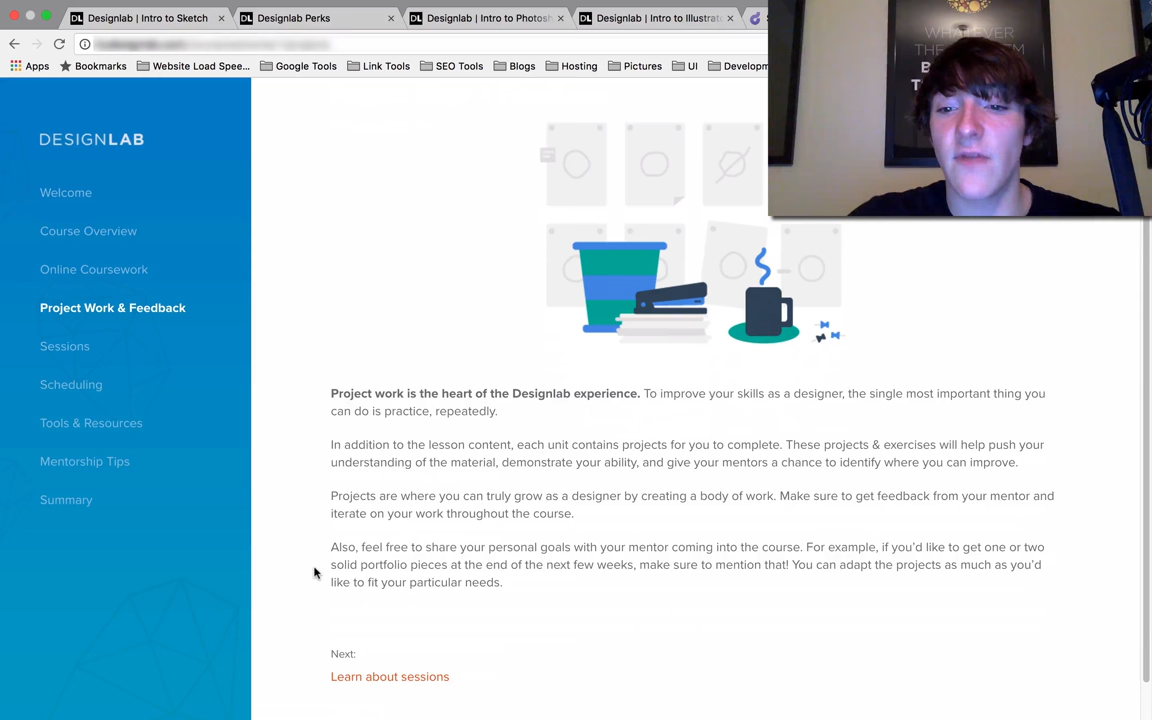 Designlab | Intro to Sketch
Designlab Perks
Designlab | Intro to Photos
Designlab | Intro to Illustrat
Apps
Bookmarks
Website Load Spee...
Google Tools
Link Tools
SEO Tools
Blogs
Hosting
Pictures
UI
Developm
WHATEVER
DESIGNLAB
Welcome
Course Overview
Online Coursework
Project Work & Feedback
Sessions
Scheduling
Tools & Resources
Mentorship Tips
Summary
Project work is the heart of the Designlab experience. To improve your skills as a designer, the single most important thing you
can do is practice, repeatedly.
In addition to the lesson content, each unit contains projects for you to complete. These projects & exercises will help push your
understanding of the material, demonstrate your ability, and give your mentors a chance to identify where you can improve.
Projects are where you can truly grow as a designer by creating a body of work. Make sure to get feedback from your mentor and
iterate on your work throughout the course.
Also, feel free to share your personal goals with your mentor coming into the course. For example, if you'd like to get one or two
solid portfolio pieces at the end of the next few weeks, make sure to mention that! You can adapt the projects as much as you'd
like to fit your particular needs.
Next:
Learn about sessions